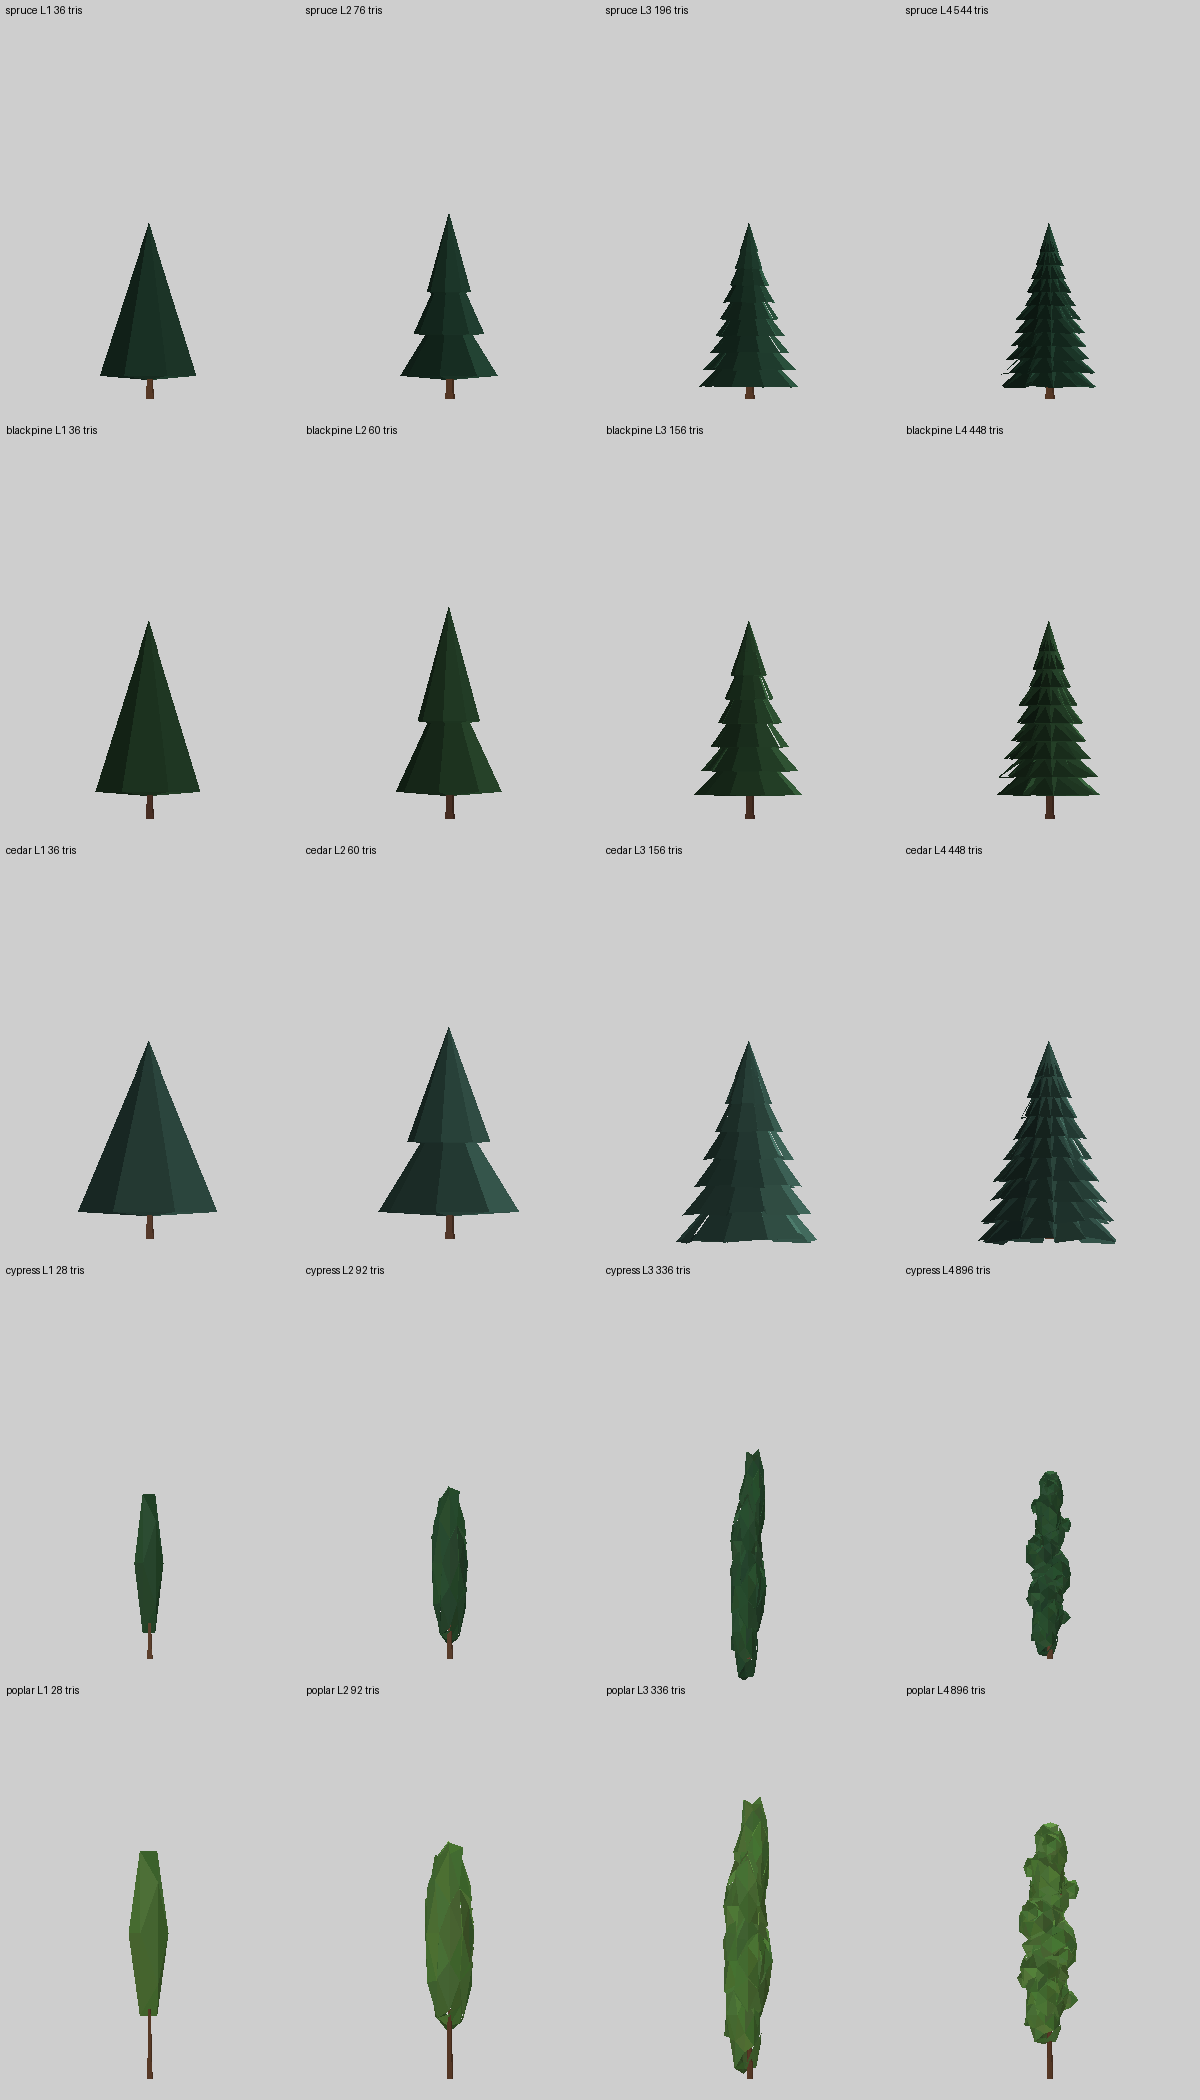 spruce L1 36 tris
spruce L2 76 tris
spruce L3 196 tris
spruce L4 544 tris
blackpine L1 36 tris
blackpine L2 60 tris
blackpine L3 156 tris
blackpine L4 448 tris
cedar L1 36 tris
cedar L2 60 tris
cedar L3 156 tris
cedar L4 448 tris
cypress L1 28 tris
cypress L2 92 tris
cypress L3 336 tris
cypress L4 896 tris
poplar L1 28 tris
poplar L2 92 tris
poplar L3 336 tris
poplar L4 896 tris